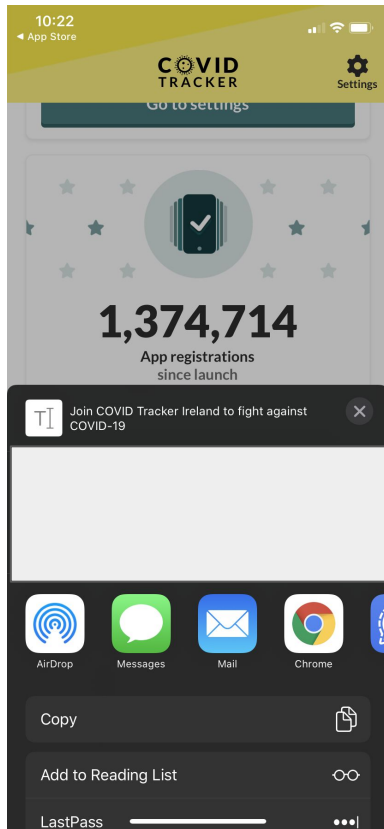 10:22
App Store
COVID
TRACKER
Settings
Go to settings
1,374,714
App registrations
since launch
TI
Join COVID Tracker Ireland to fight against
COVID-19
AirDrop
Messages
Mail
Chrome
Copy
Add to Reading List
LastPass